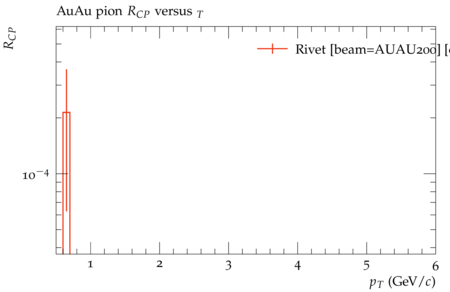 AuAu pion R_CP versus _T
R_CP
Rivet [beam=AUAU200] [
10^-4
1 2 3 4 5 6
p_T (GeV/c)